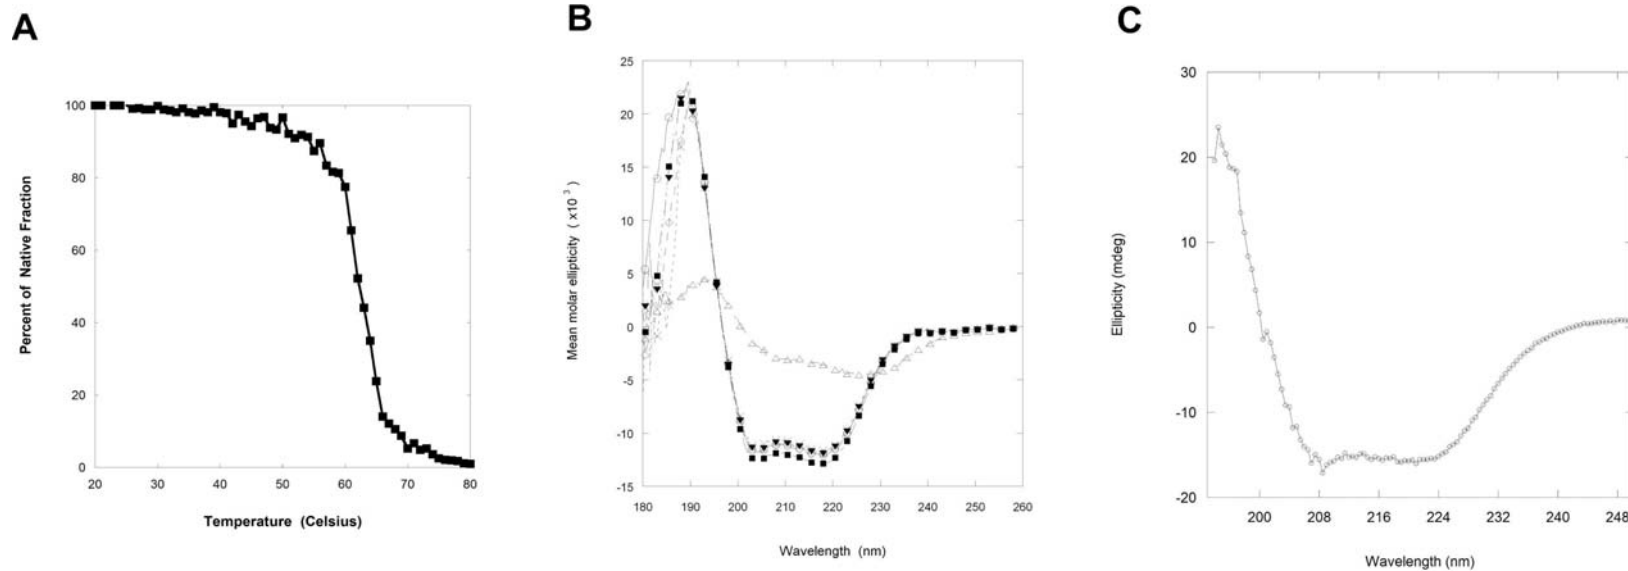 A
B
C
100
80
60
40
20
0
Percent of Native Fraction
20 30 40 50 60 70 80
Temperature (Celsius)
25
20
15
10
5
0
-5
-10
-15
Mean molar ellipticity ( x10 3 )
180 190 200 210 220 230 240 250 260
Wavelength (nm)
30
20
10
0
-10
-20
Ellipticity (mdeg)
200 208 216 224 232 240 248
Wavelength (nm)